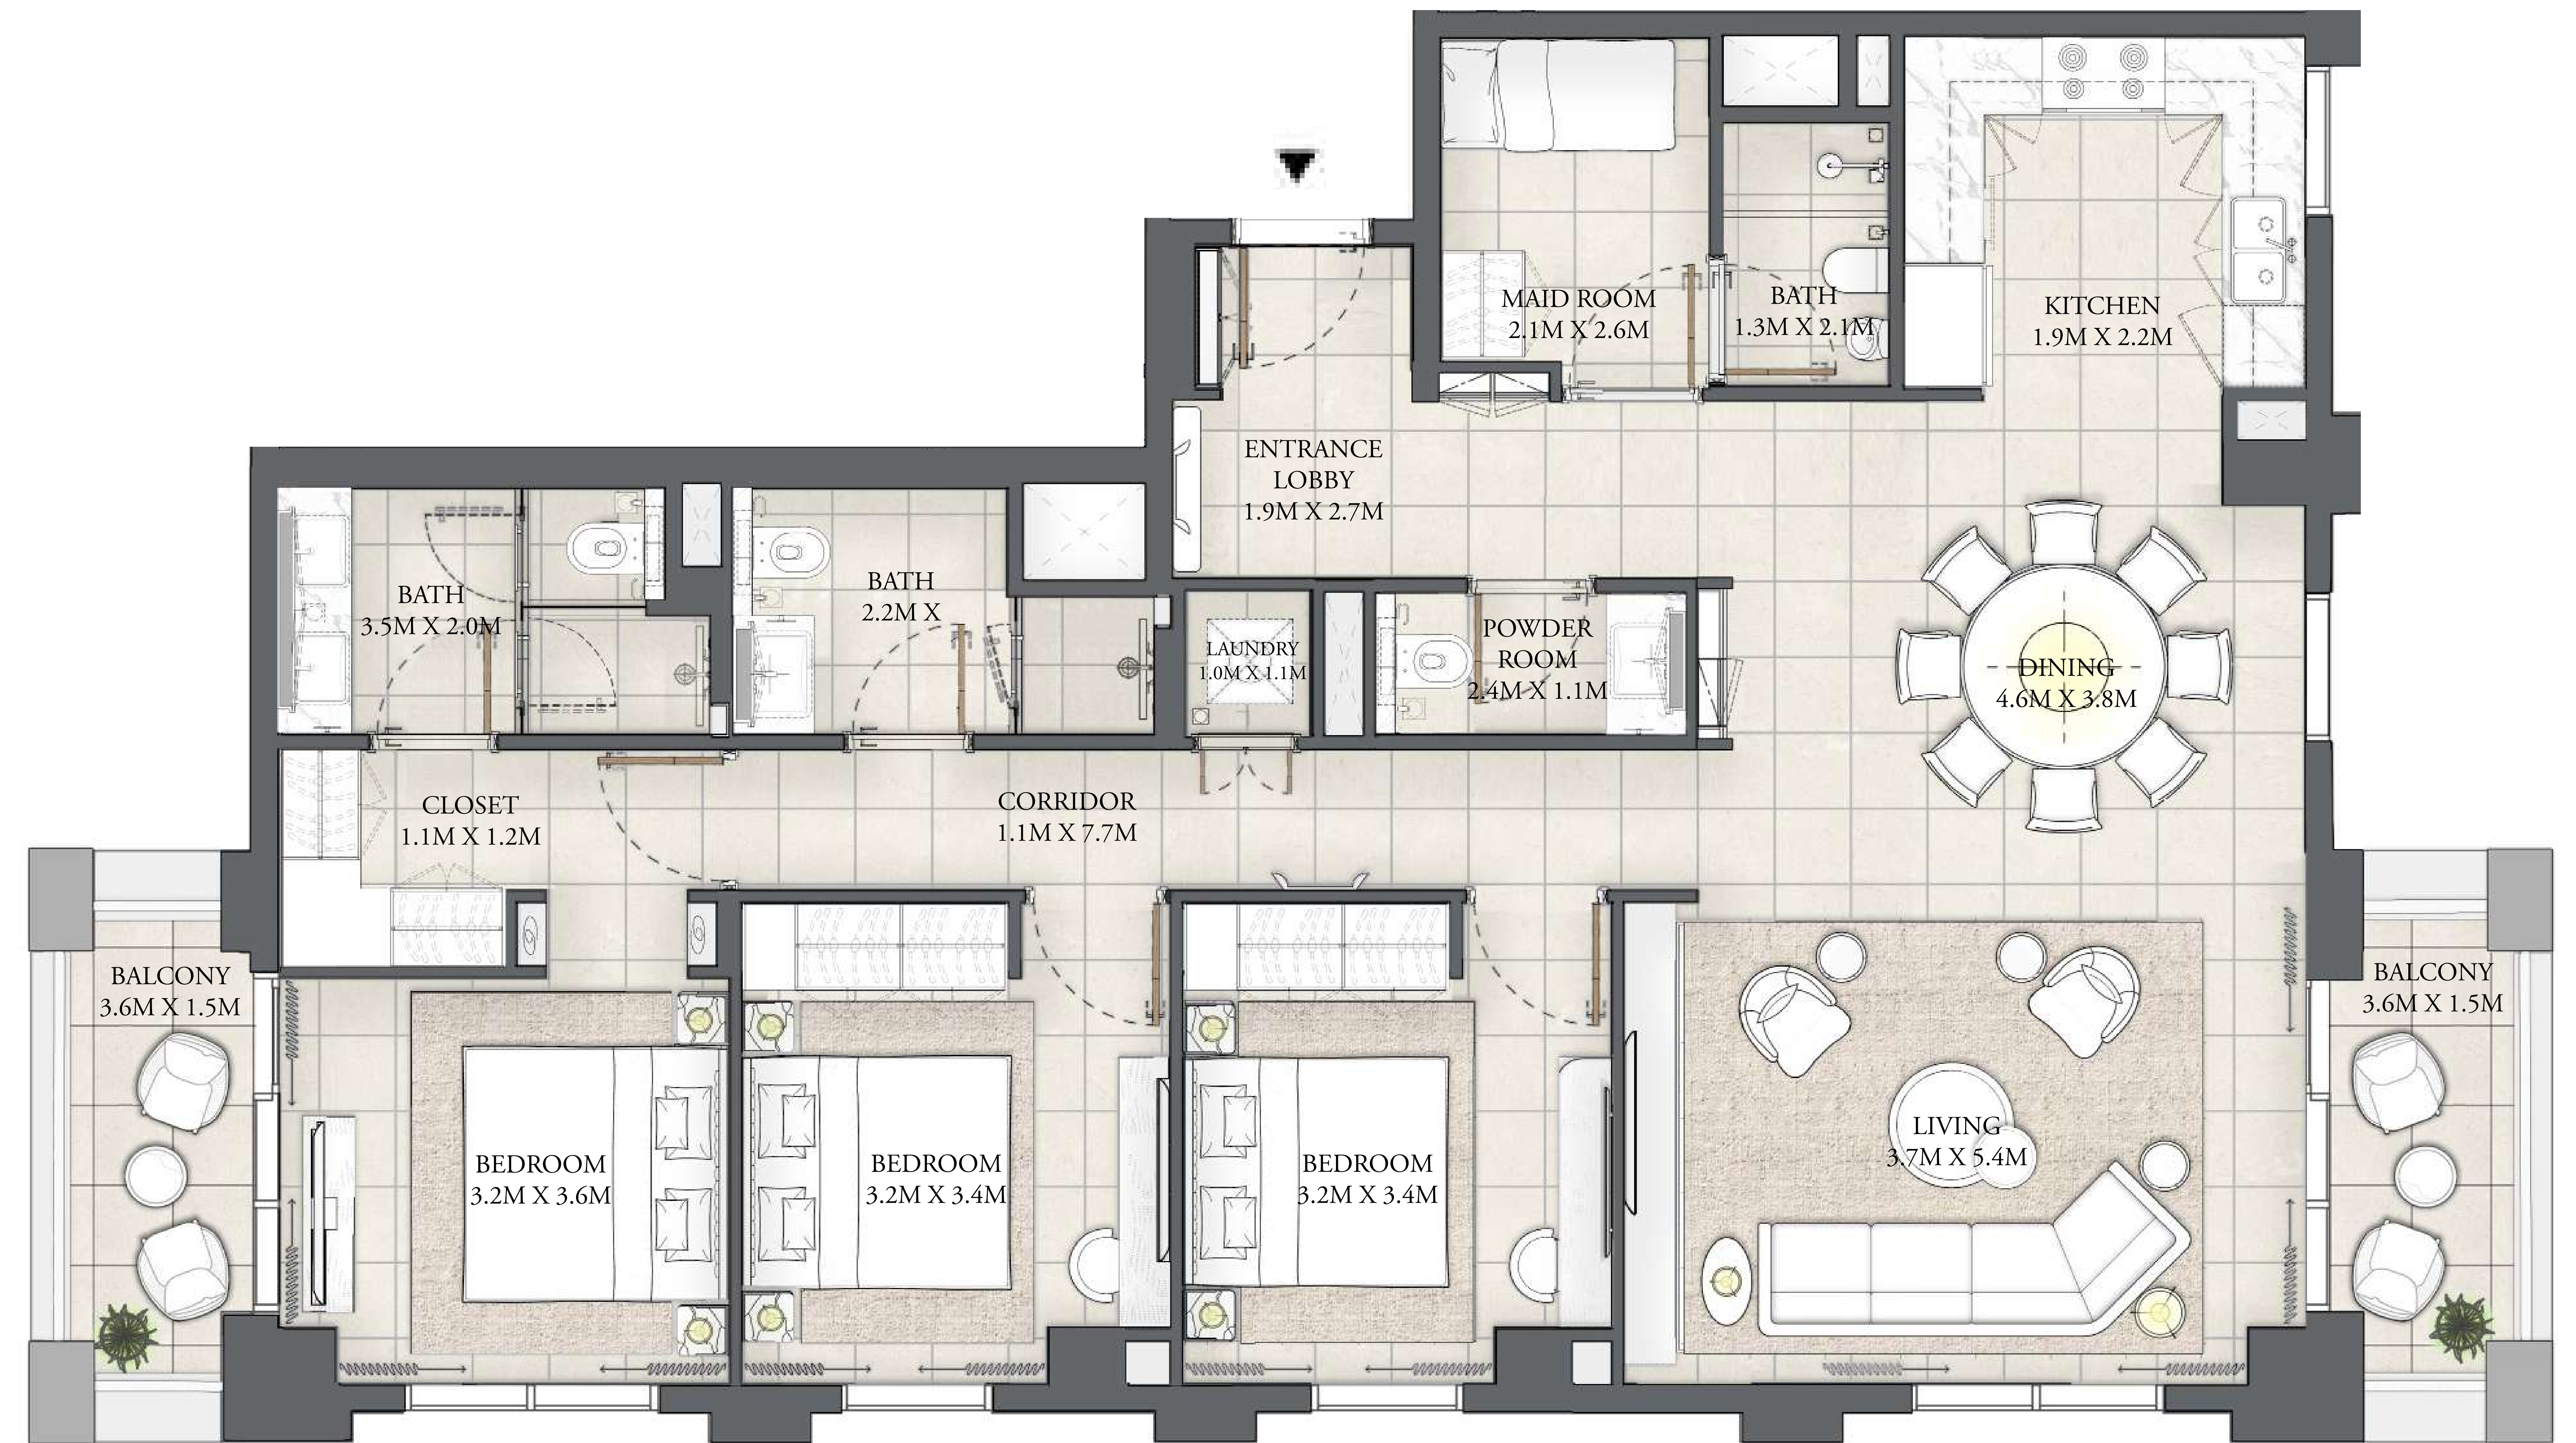 MAID ROOM
2.1M X 2.6M
BATH
1.3M X 2.1M
KITCHEN
1.9M X 2.2M
ENTRANCE
LOBBY
1.9M X 2.7M
BATH
3.5M X 2.0M
BATH
2.2M X
LAUNDRY
1.0M X 1.1M
POWDER
ROOM
2.4M X 1.1M
DINING
4.6M X 3.8M
CLOSET
1.1M X 1.2M
CORRIDOR
1.1M X 7.7M
BALCONY
3.6M X 1.5M
BALCONY
3.6M X 1.5M
BEDROOM
3.2M X 3.6M
BEDROOM
3.2M X 3.4M
BEDROOM
3.2M X 3.4M
LIVING
3.7M X 5.4M